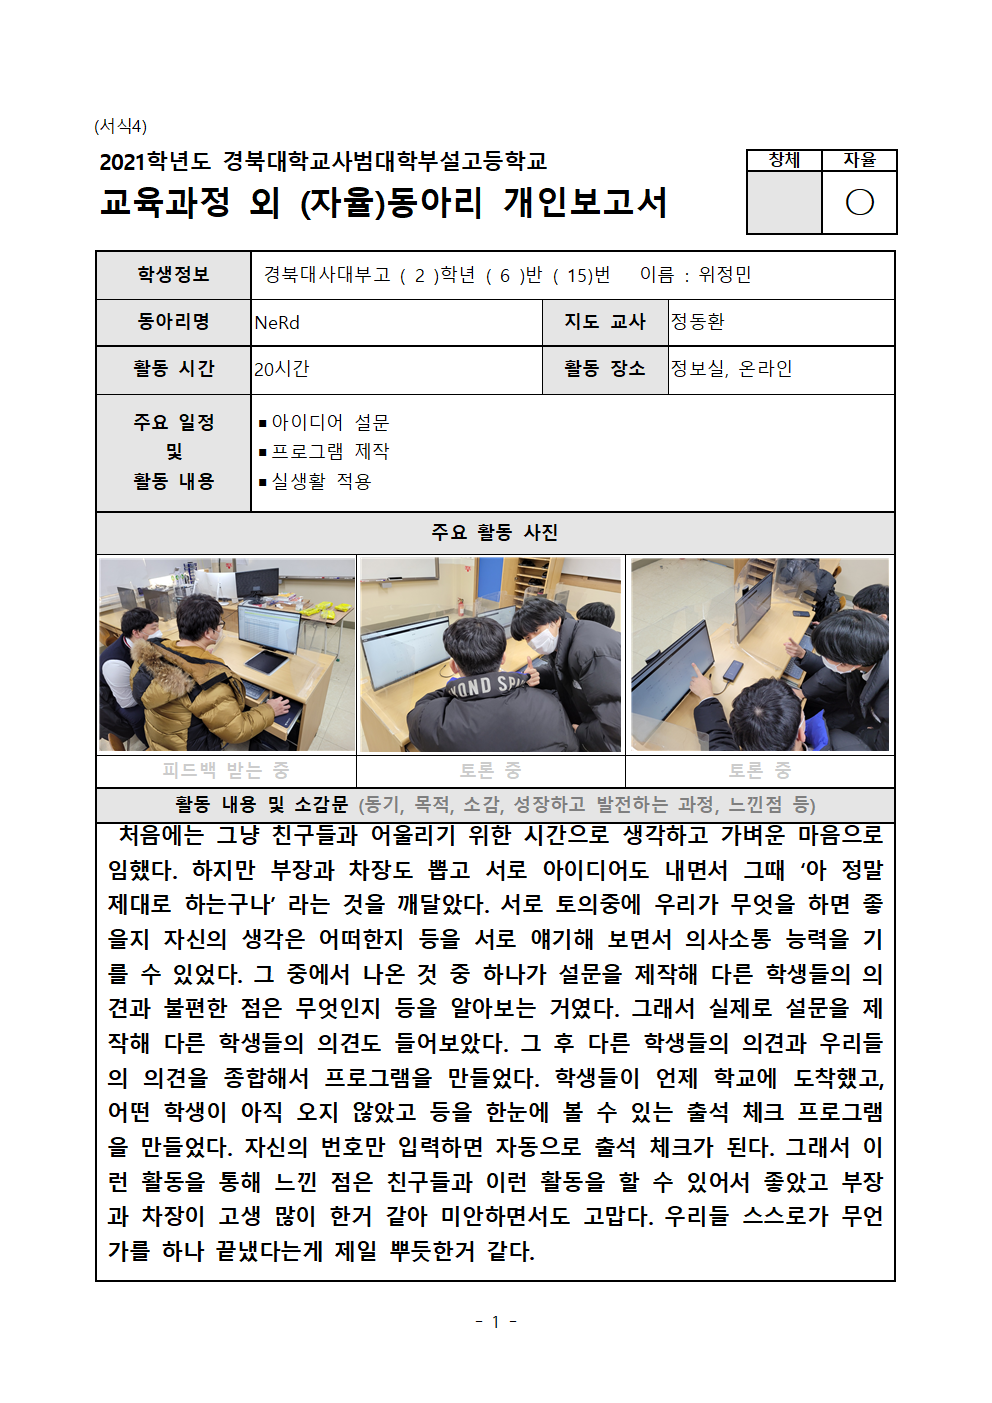 (서식4)
2021학년도 경북대학교사범대학부설고등학교
교육과정 외 (자율)동아리 개인보고서
창체 자율
○
학생정보 경북대사대부고 ( 2 )학년 ( 6 )반 ( 15)번 이름 : 위정민
동아리명 NeRd 지도 교사 정동환
활동 시간 20시간 활동 장소 정보실, 온라인
주요 일정
및
활동 내용
▪아이디어 설문
▪프로그램 제작
▪실생활 적용
주요 활동 사진
피드백 받는 중 토론 중 토론 중
활동 내용 및 소감문 (동기, 목적, 소감, 성장하고 발전하는 과정, 느낀점 등)
처음에는 그냥 친구들과 어울리기 위한 시간으로 생각하고 가벼운 마음으로
임했다. 하지만 부장과 차장도 뽑고 서로 아이디어도 내면서 그때 ‘아 정말
제대로 하는구나’ 라는 것을 깨달았다. 서로 토의중에 우리가 무엇을 하면 좋
을지 자신의 생각은 어떠한지 등을 서로 얘기해 보면서 의사소통 능력을 기
를 수 있었다. 그 중에서 나온 것 중 하나가 설문을 제작해 다른 학생들의 의
견과 불편한 점은 무엇인지 등을 알아보는 거였다. 그래서 실제로 설문을 제
작해 다른 학생들의 의견도 들어보았다. 그 후 다른 학생들의 의견과 우리들
의 의견을 종합해서 프로그램을 만들었다. 학생들이 언제 학교에 도착했고,
어떤 학생이 아직 오지 않았고 등을 한눈에 볼 수 있는 출석 체크 프로그램
을 만들었다. 자신의 번호만 입력하면 자동으로 출석 체크가 된다. 그래서 이
런 활동을 통해 느낀 점은 친구들과 이런 활동을 할 수 있어서 좋았고 부장
과 차장이 고생 많이 한거 같아 미안하면서도 고맙다. 우리들 스스로가 무언
가를 하나 끝냈다는게 제일 뿌듯한거 같다.
- 1 -